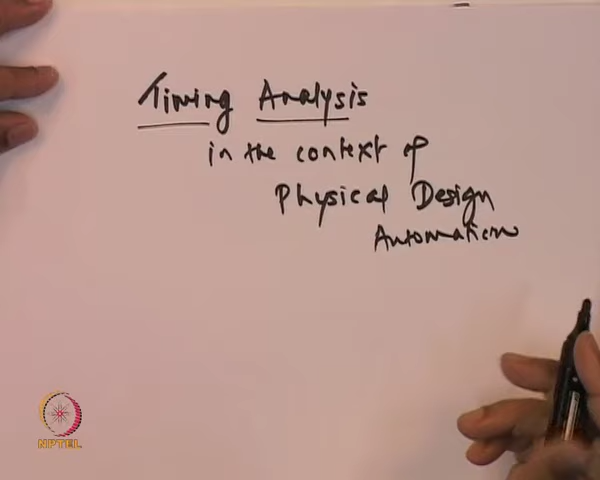 Timing Analysis
in the context of
Physical Design
Automation
NPTEL